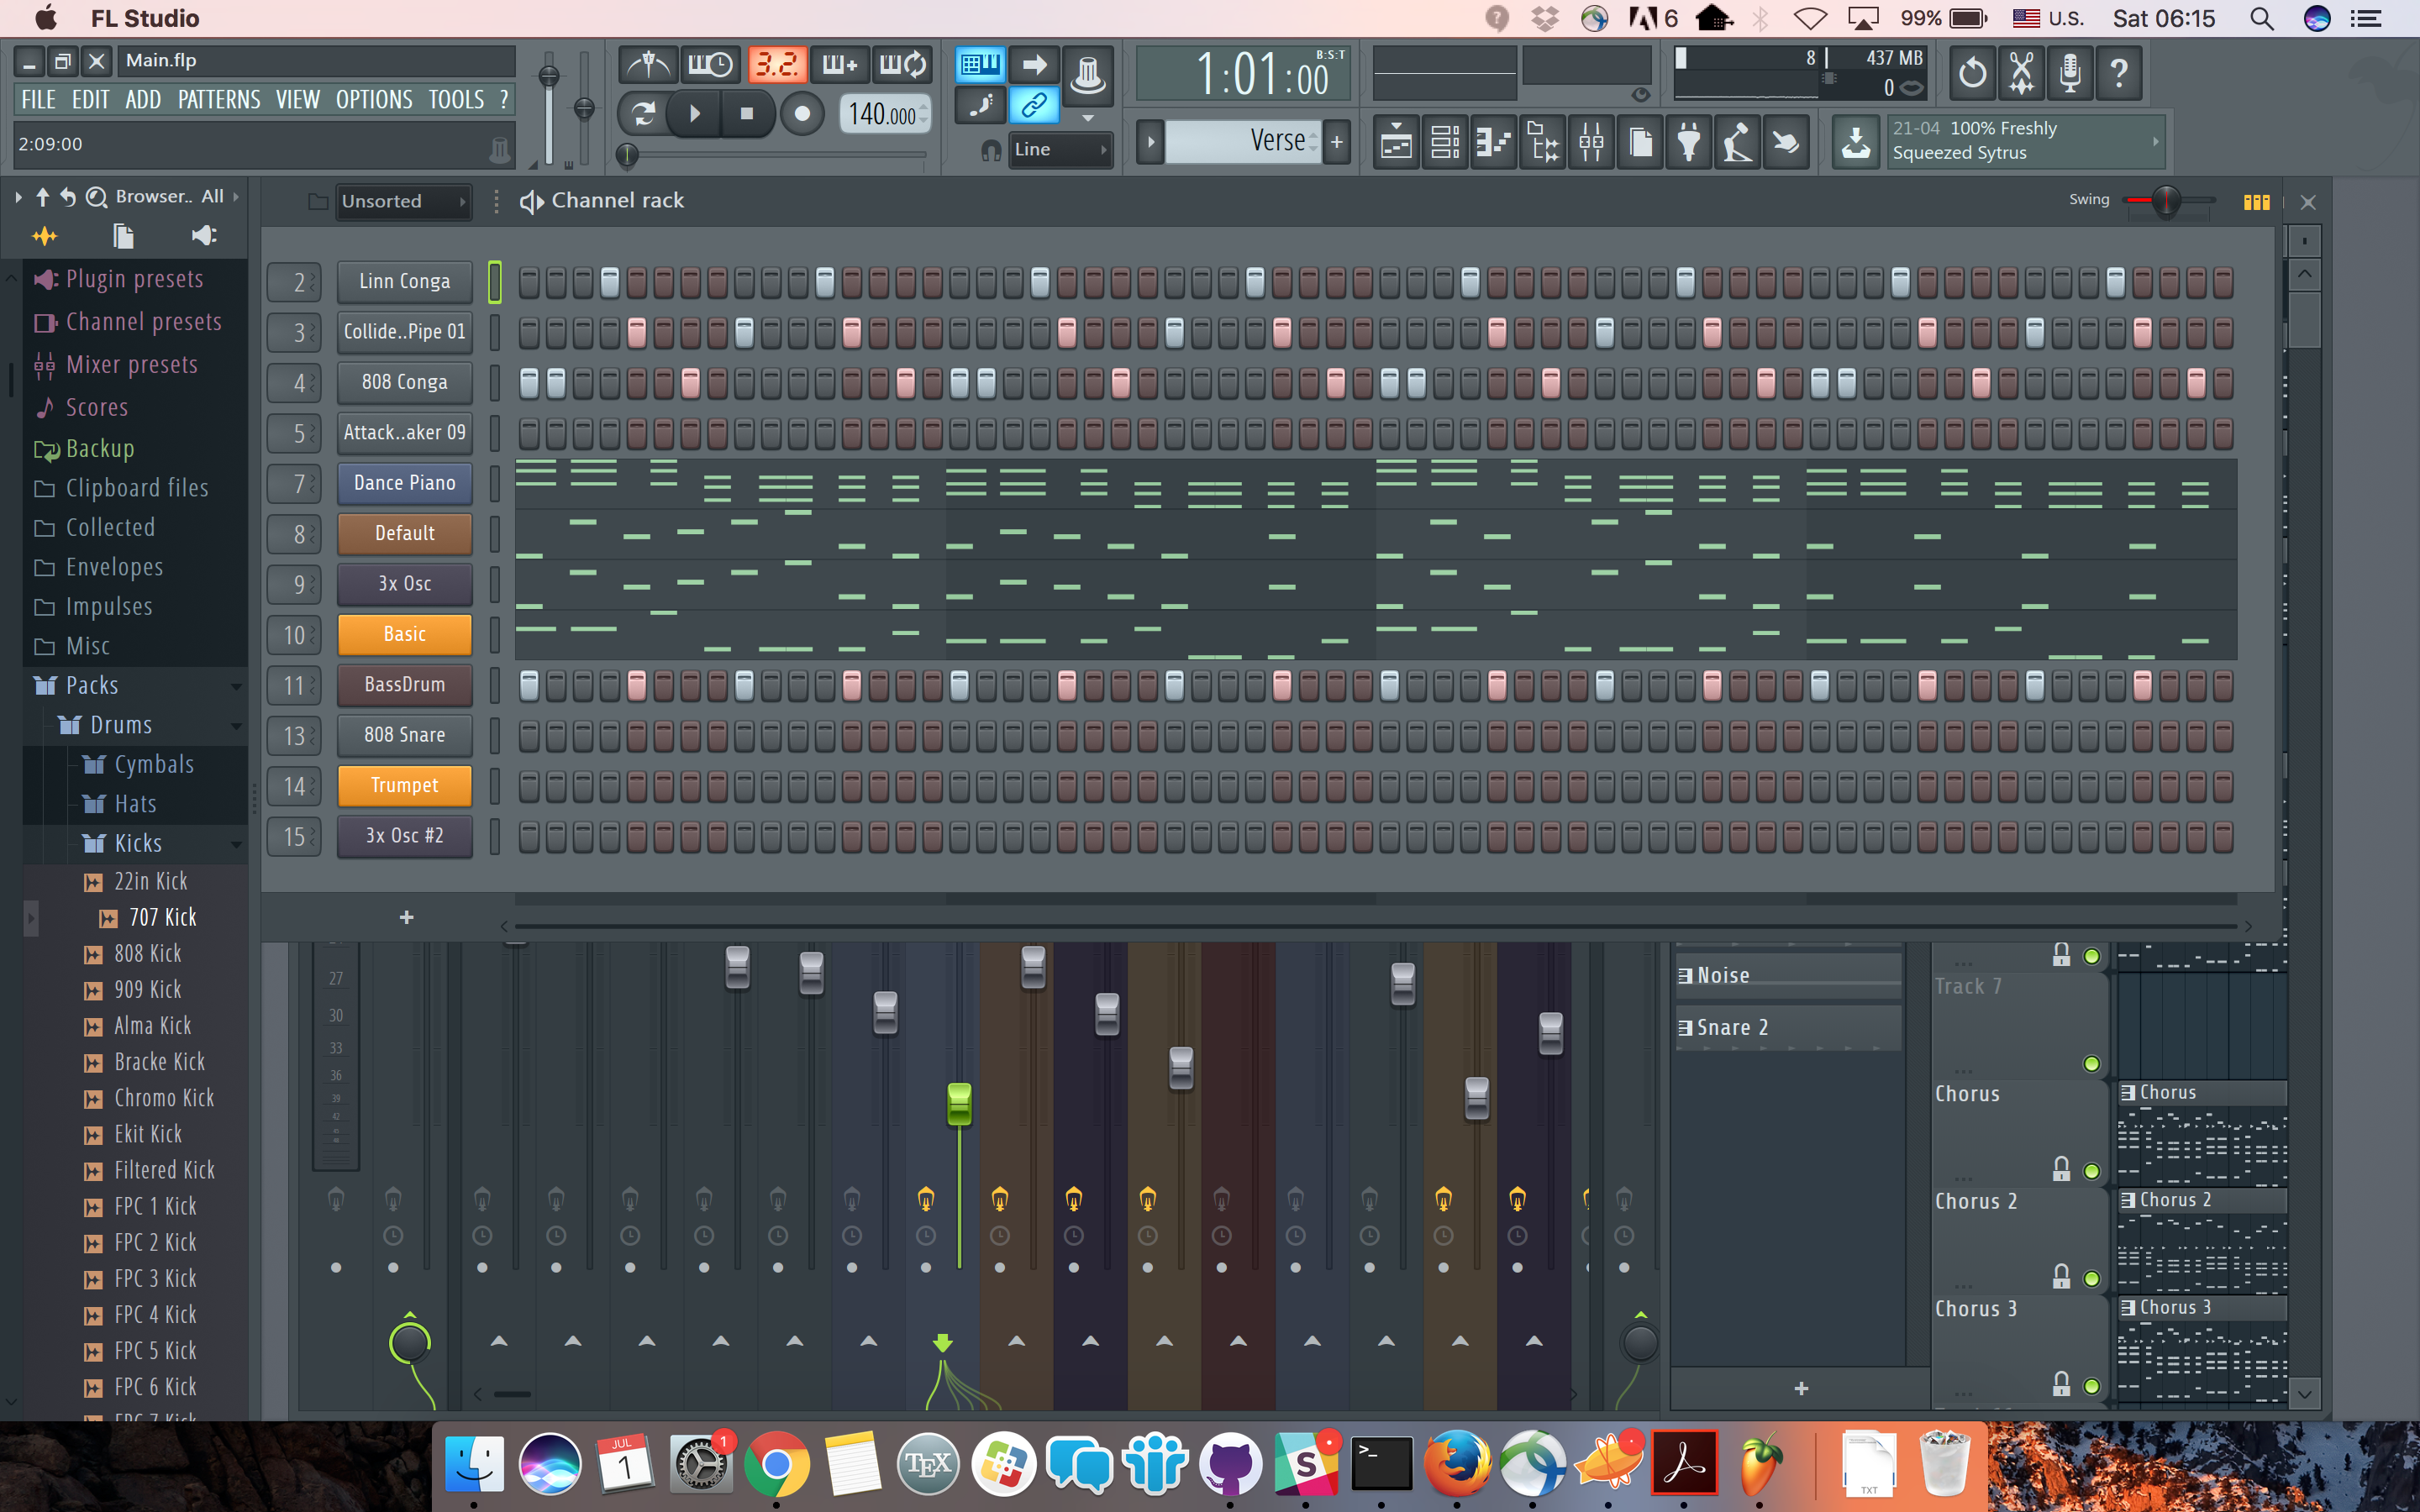 FL Studio
6
99%
U.S.
Sat 06:15
Main.flp
FILE EDIT ADD PATTERNS VIEW OPTIONS TOOLS ?
2:09:00
3.2.
140.000
Line
1:01:00
B:S:T
Verse
8
437 MB
0
?
21-04 100% Freshly
Squeezed Sytrus
Browser.. All
Unsorted
Channel rack
Swing
Plugin presets
Channel presets
Mixer presets
Scores
Backup
Clipboard files
Collected
Envelopes
Impulses
Misc
Packs
Drums
Cymbals
Hats
Kicks
22in Kick
707 Kick
808 Kick
909 Kick
Alma Kick
Bracke Kick
Chromo Kick
Ekit Kick
Filtered Kick
FPC 1 Kick
FPC 2 Kick
FPC 3 Kick
FPC 4 Kick
FPC 5 Kick
FPC 6 Kick
FPC 7 Kick
2 Linn Conga
3 Collide..Pipe 01
4 808 Conga
5 Attack..aker 09
7 Dance Piano
8 Default
9 3x Osc
10 Basic
11 BassDrum
13 808 Snare
14 Trumpet
15 3x Osc #2
27
30
33
36
39
42
Noise
Snare 2
Track 7
Chorus
Chorus
Chorus 2
Chorus 2
Chorus 3
Chorus 3
JUL
1
1
TEX
S
>_
TXT